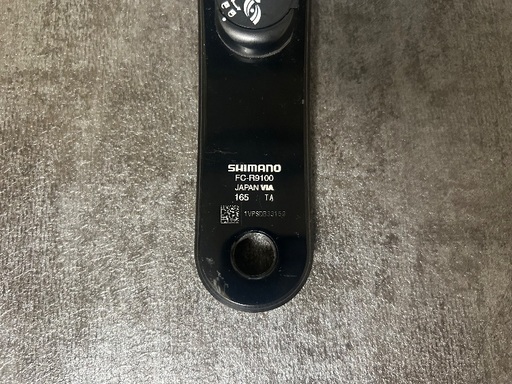 SHIMANO
FC-R9100
JAPAN VIA
165 TA